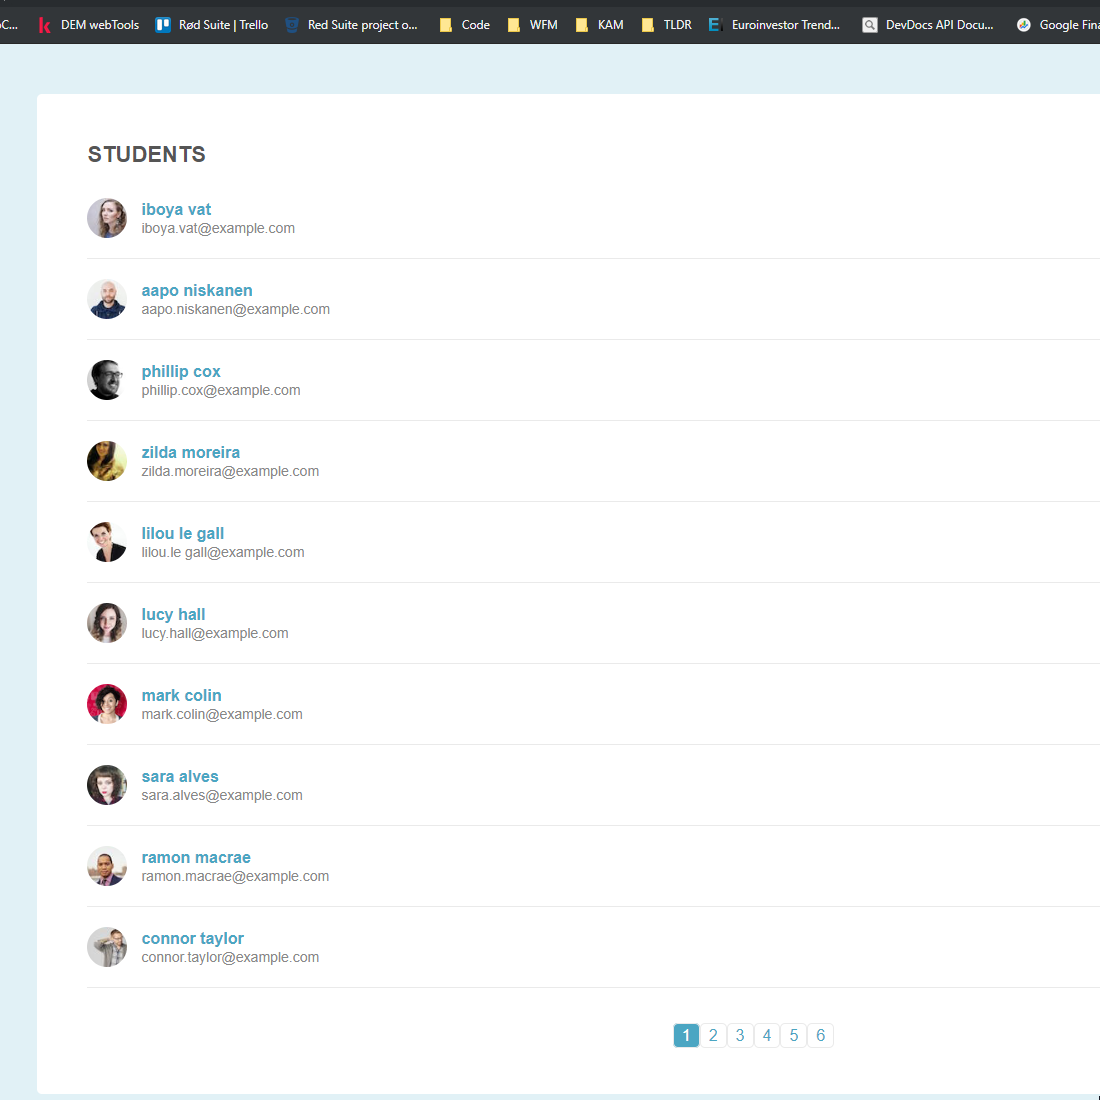 C... DEM webTools Rød Suite | Trello Red Suite project o... Code WFM KAM TLDR Euroinvestor Trend... DevDocs API Docu... Google Fina
STUDENTS
iboya vat
iboya.vat@example.com
aapo niskanen
aapo.niskanen@example.com
phillip cox
phillip.cox@example.com
zilda moreira
zilda.moreira@example.com
lilou le gall
lilou.le gall@example.com
lucy hall
lucy.hall@example.com
mark colin
mark.colin@example.com
sara alves
sara.alves@example.com
ramon macrae
ramon.macrae@example.com
connor taylor
connor.taylor@example.com
1 2 3 4 5 6